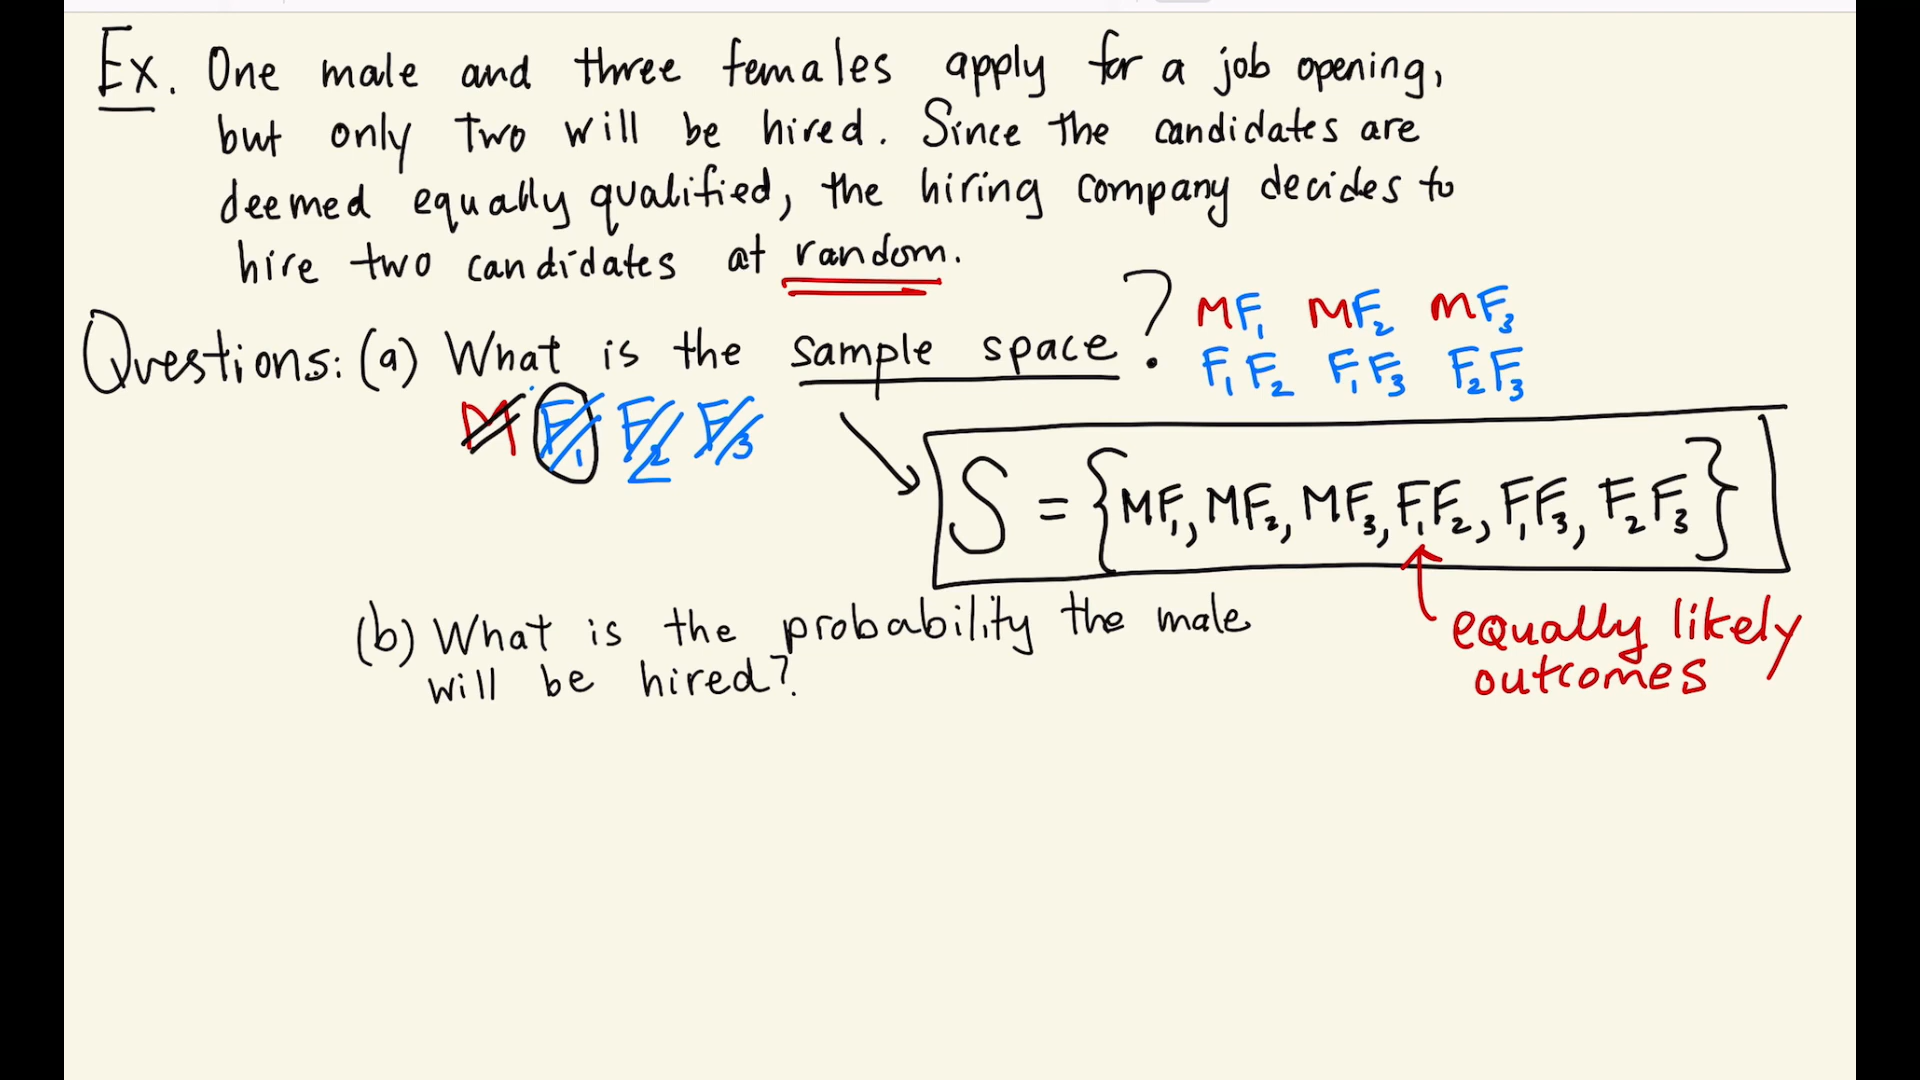 Ex. One male and three females apply for a job opening,
but only two will be hired. Since the candidates are
deemed equally qualified, the hiring company decides to
hire two candidates at random.
Questions: (a) What is the sample space?
MF₁ MF₂ MF₃
F₁F₂ F₁F₃ F₂F₃
M F₁ F₂ F₃
S = {MF₁, MF₂, MF₃, F₁F₂, F₁F₃, F₂F₃}
equally likely
outcomes
(b) What is the probability the male
will be hired?